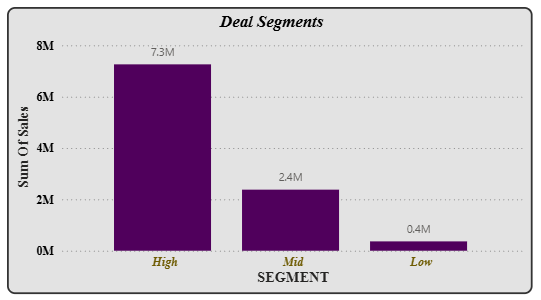 Deal Segments
8M
7.3M
6M
4M
2.4M
2M
0.4M
0M
Sum Of Sales
High Mid Low
SEGMENT